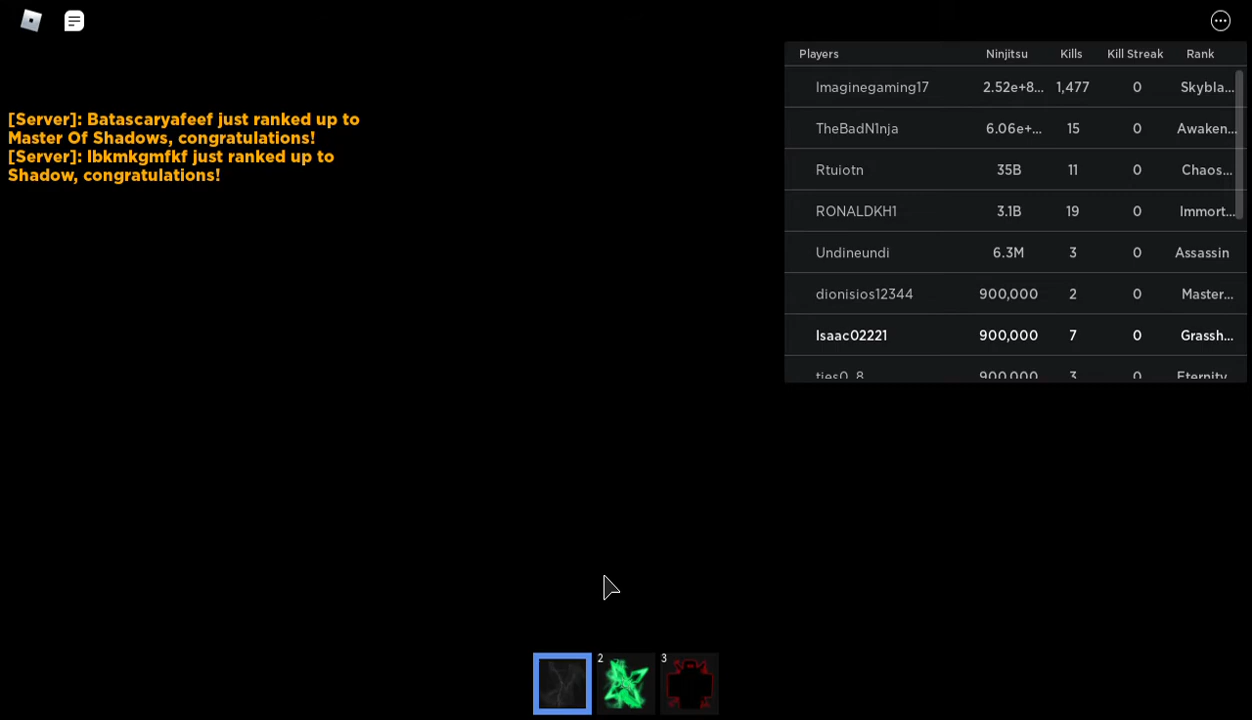 [Server]: Batascaryafeef just ranked up to
Master Of Shadows, congratulations!
[Server]: Ibkmkgmfkf just ranked up to
Shadow, congratulations!
Players Ninjitsu Kills Kill Streak Rank
Imaginegaming17 2.52e+8... 1,477 0 Skybla...
TheBadN1nja 6.06e+... 15 0 Awaken...
Rtuiotn 35B 11 0 Chaos...
RONALDKH1 3.1B 19 0 Immort...
Undineundi 6.3M 3 0 Assassin
dionisios12344 900,000 2 0 Master...
Isaac02221 900,000 7 0 Grassh...
ties0_8 900,000 3 0 Eternity
2 3